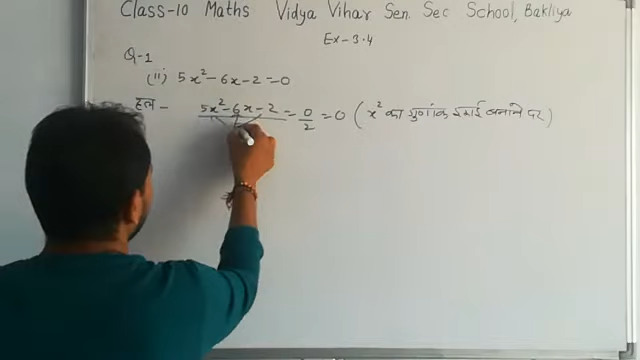 Class-10 Maths Vidya Vihar Sen. Sec School, Bakliya
Ex-3.4
Q-1
(ii) 5x²-6x-2=0
हल- 5x²-6x-2 = 0/2 = 0 (x² का गुणांक इकाई बनाने पर)